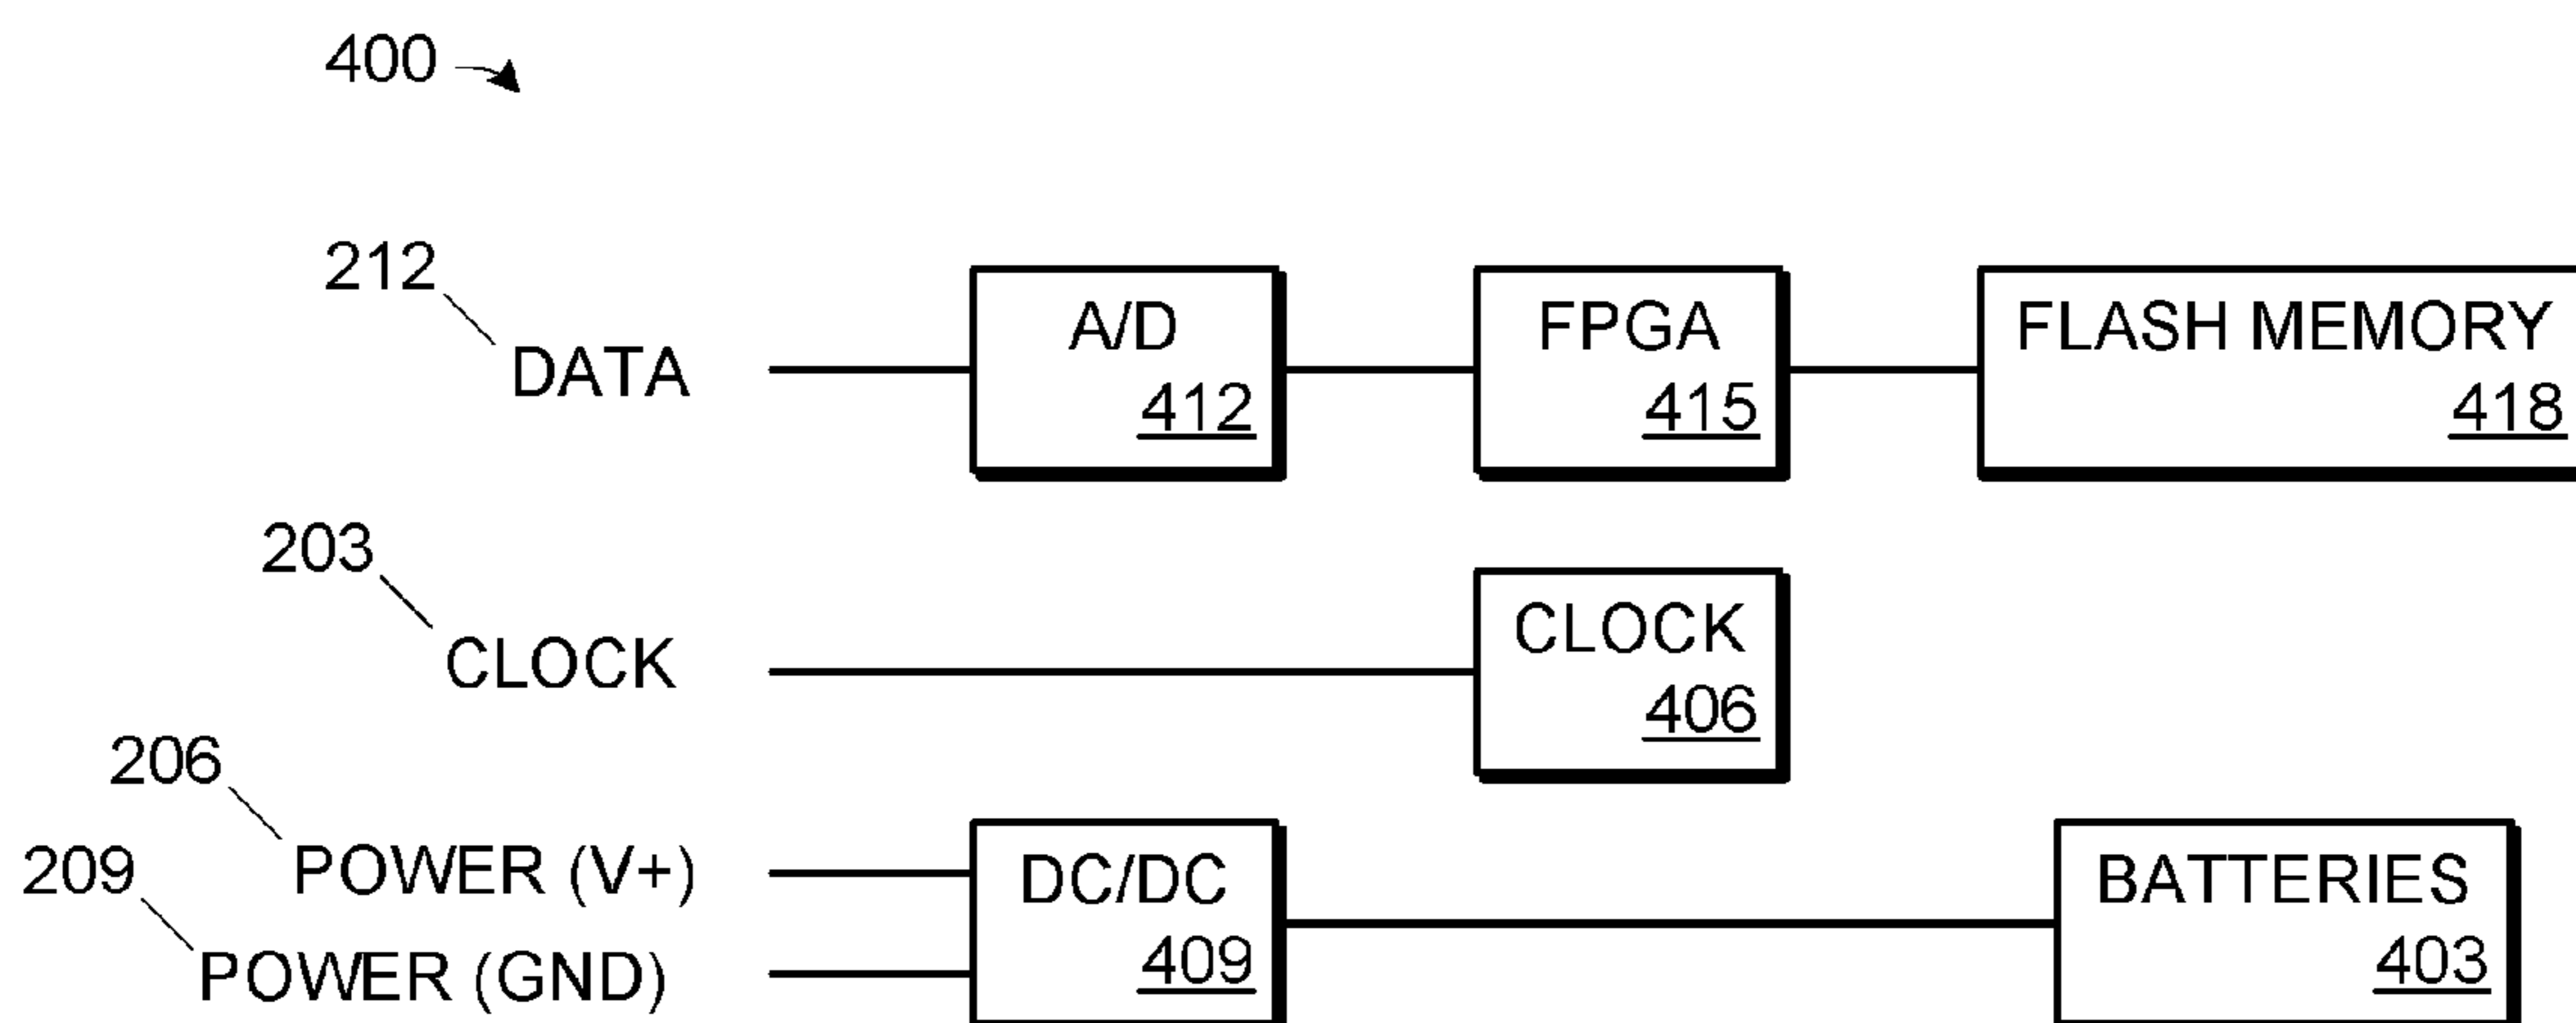 400
212
DATA
A/D
412
FPGA
415
FLASH MEMORY
418
203
CLOCK
CLOCK
406
206
POWER (V+)
209
POWER (GND)
DC/DC
409
BATTERIES
403